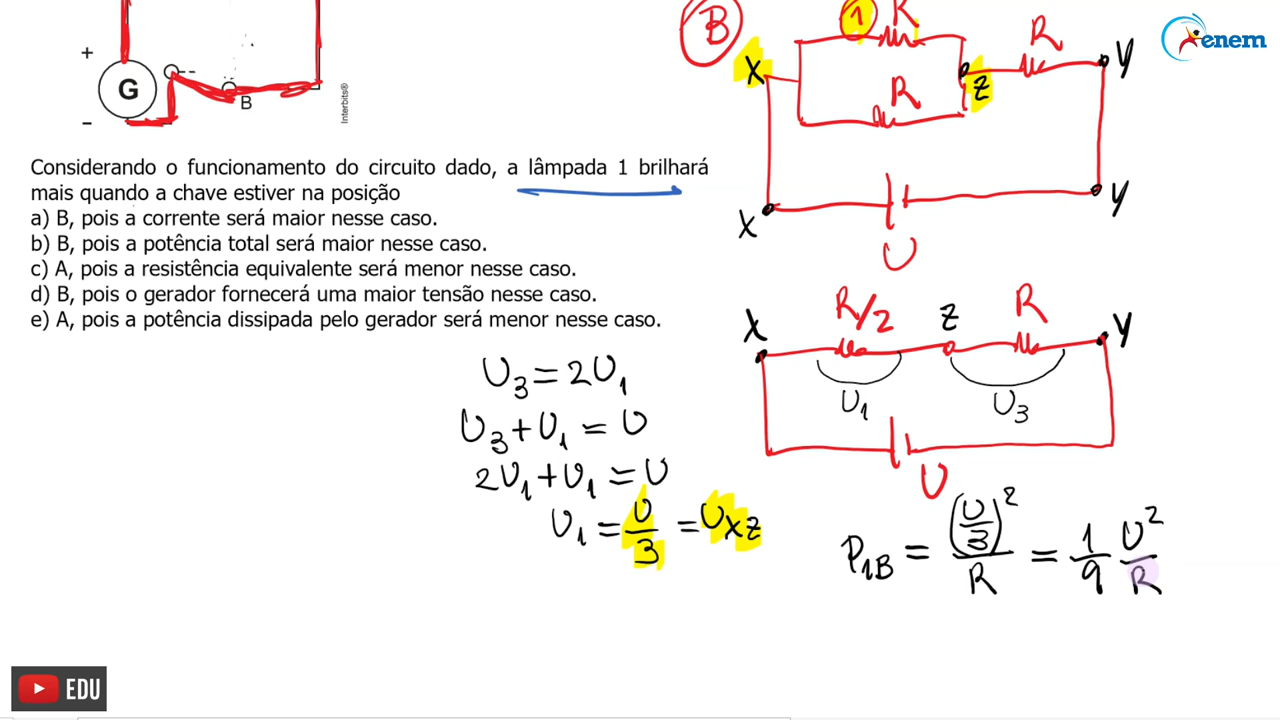 +
G
-
B
Interbits®
Considerando o funcionamento do circuito dado, a lâmpada 1 brilhará
mais quando a chave estiver na posição
a) B, pois a corrente será maior nesse caso.
b) B, pois a potência total será maior nesse caso.
c) A, pois a resistência equivalente será menor nesse caso.
d) B, pois o gerador fornecerá uma maior tensão nesse caso.
e) A, pois a potência dissipada pelo gerador será menor nesse caso.
U₃ = 2U₁
U₃ + U₁ = U
2U₁ + U₁ = U
U₁ = U/3 = Uxz
B
1
R
R
X
Z
R
Y
X
Y
U
X
R/2
Z
R
Y
U₁
U₃
U
P₁B = (U/3)²/R = 1/9 U²/R
enem
EDU